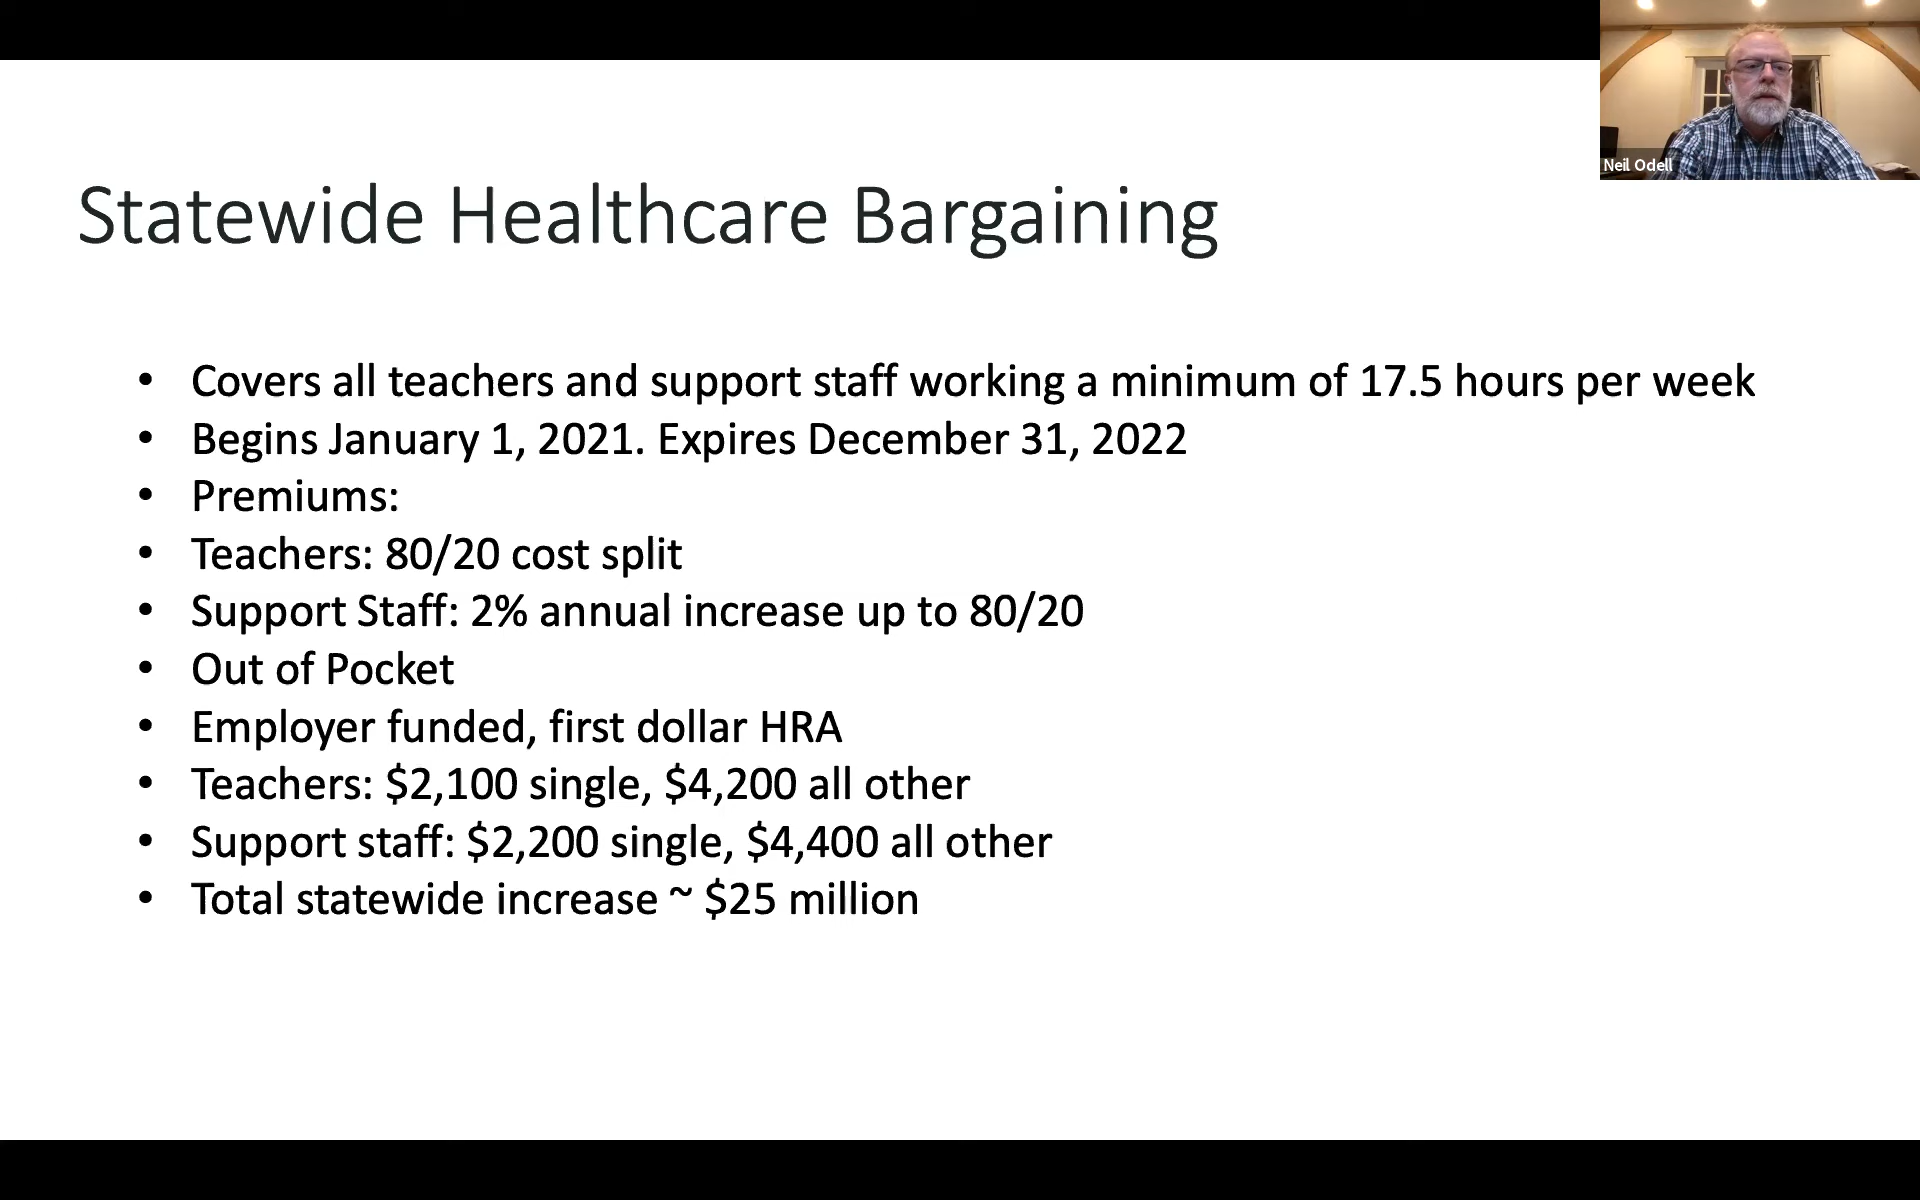 Neil Odell
Statewide Healthcare Bargaining
• Covers all teachers and support staff working a minimum of 17.5 hours per week
• Begins January 1, 2021. Expires December 31, 2022
• Premiums:
• Teachers: 80/20 cost split
• Support Staff: 2% annual increase up to 80/20
• Out of Pocket
• Employer funded, first dollar HRA
• Teachers: $2,100 single, $4,200 all other
• Support staff: $2,200 single, $4,400 all other
• Total statewide increase ~ $25 million